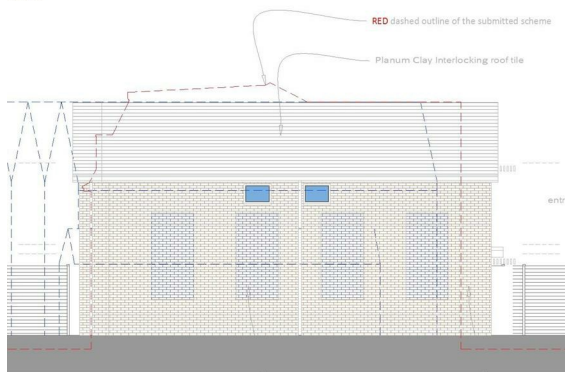 RED dashed outline of the submitted scheme
Planum Clay Interlocking roof tile
entr